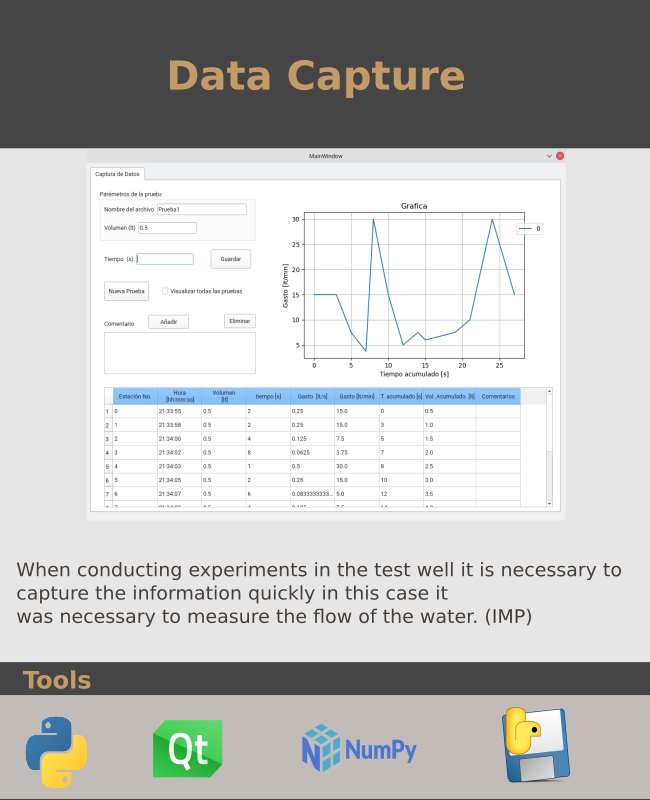 Data Capture
MainWindow
Captura de Datos
Parémetros de la prueba
Nombre del archivo Prueba1
Volumen (lt) 0.5
Tiempo (s)
Guardar
Nueva Prueba
Visualizar todas las pruebas
Comentario
Añadir
Eliminar
Grafica
0
Gasto [lt/min]
30
25
20
15
10
5
0 5 10 15 20 25
Tiempo acumulado [s]
Estación No. Hora [hh:mm:ss] Volumen [lt] tiempo [s] Gasto [lt/s] Gasto [lt/min] T. acumulado [s] Vol. Acumulado [lt] Comentarios
1 0 21:33:55 0.5 2 0.25 15.0 0 0.5
2 1 21:33:58 0.5 2 0.25 15.0 3 1.0
3 2 21:34:00 0.5 4 0.125 7.5 5 1.5
4 3 21:34:02 0.5 8 0.0625 3.75 7 2.0
5 4 21:34:03 0.5 1 0.5 30.0 8 2.5
6 5 21:34:05 0.5 2 0.25 15.0 10 3.0
7 6 21:34:07 0.5 6 0.0833333333... 5.0 12 3.5
When conducting experiments in the test well it is necessary to
capture the information quickly in this case it
was necessary to measure the flow of the water. (IMP)
Tools
Qt
NumPy